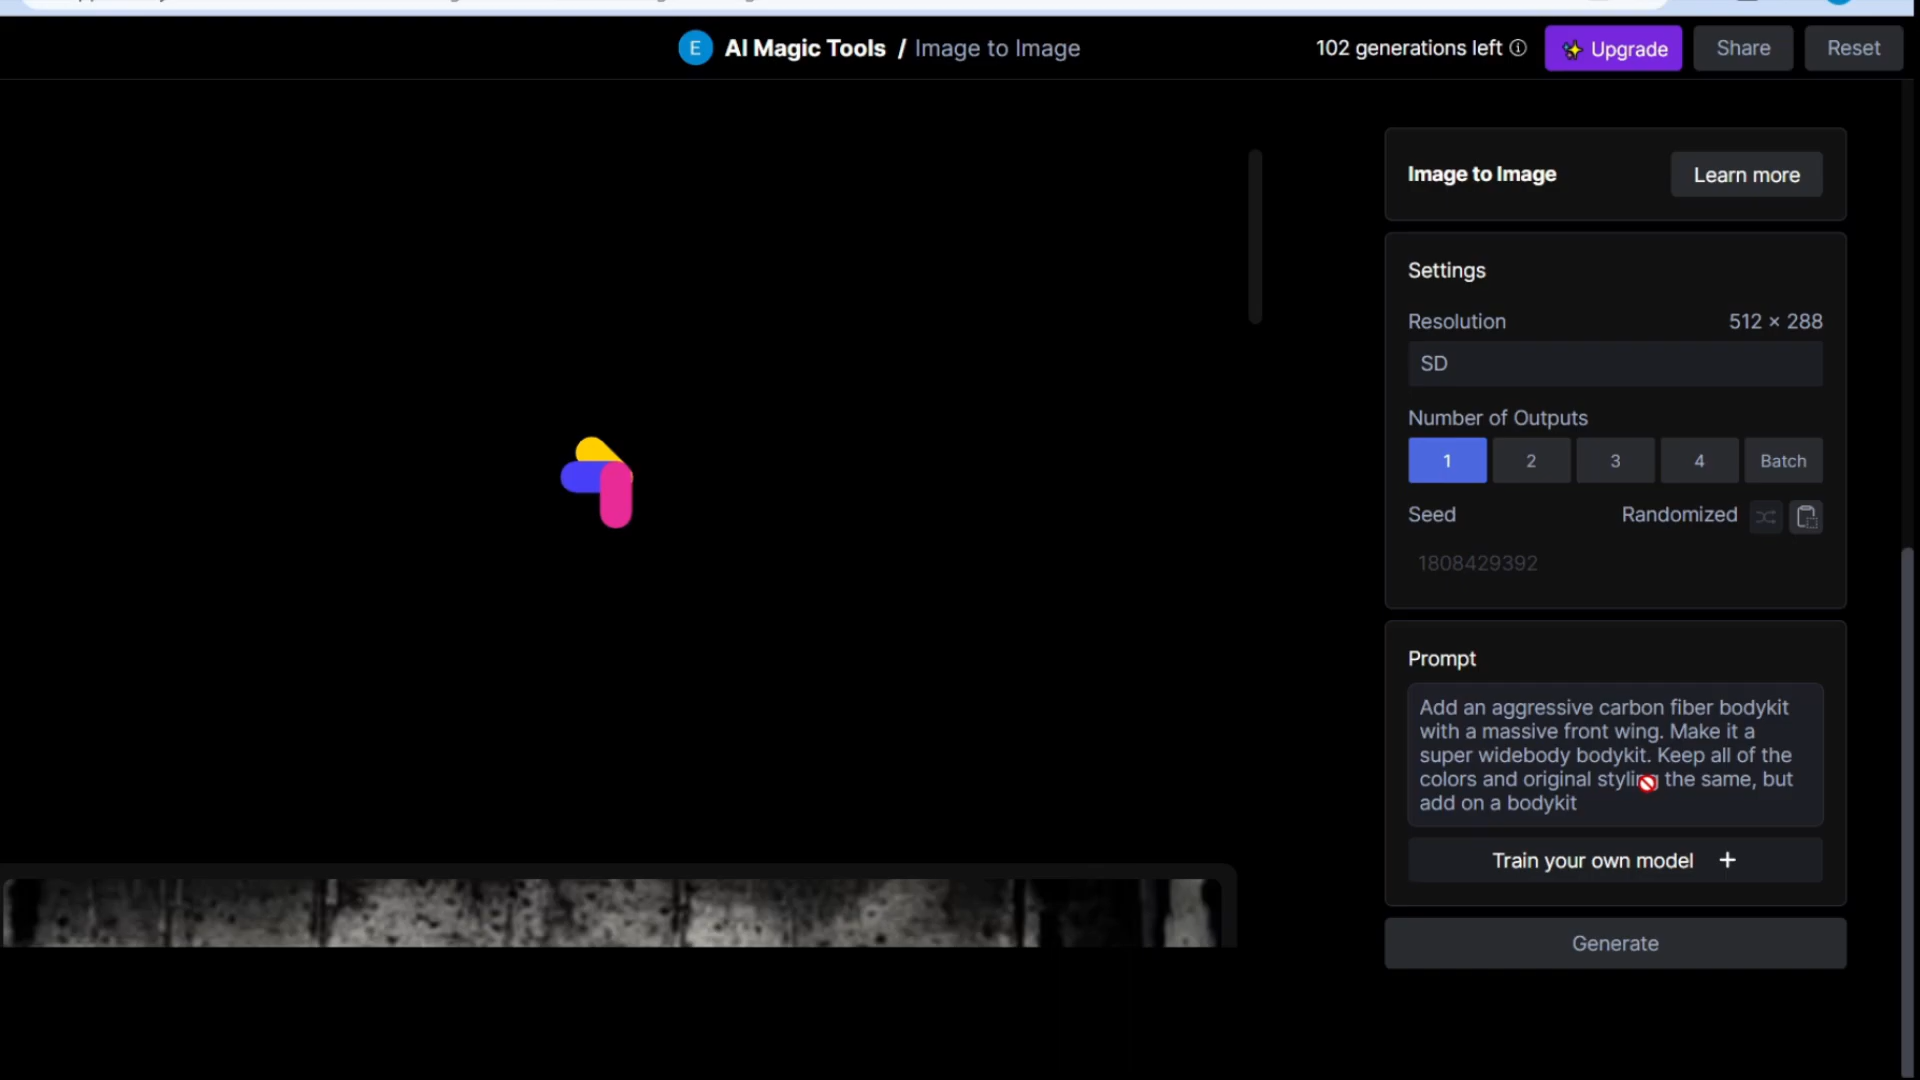 E AI Magic Tools / Image to Image
102 generations left
Upgrade
Share
Reset
Image to Image
Learn more
Settings
Resolution
512 × 288
SD
Number of Outputs
1
2
3
4
Batch
Seed
Randomized
1808429392
Prompt
Add an aggressive carbon fiber bodykit
with a massive front wing. Make it a
super widebody bodykit. Keep all of the
colors and original styling the same, but
add on a bodykit
Train your own model +
Generate